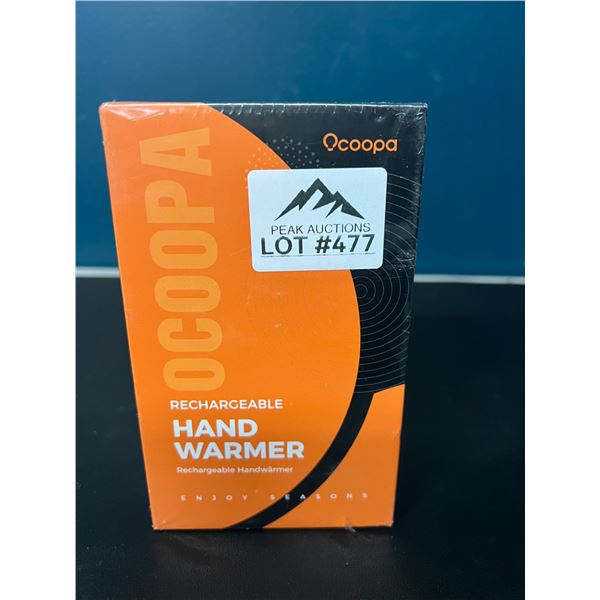 Ocoopa
PEAK AUCTIONS
LOT #477
OCOOPA
RECHARGEABLE
HAND
WARMER
Rechargeable Handwärmer
ENJOY SEASONS